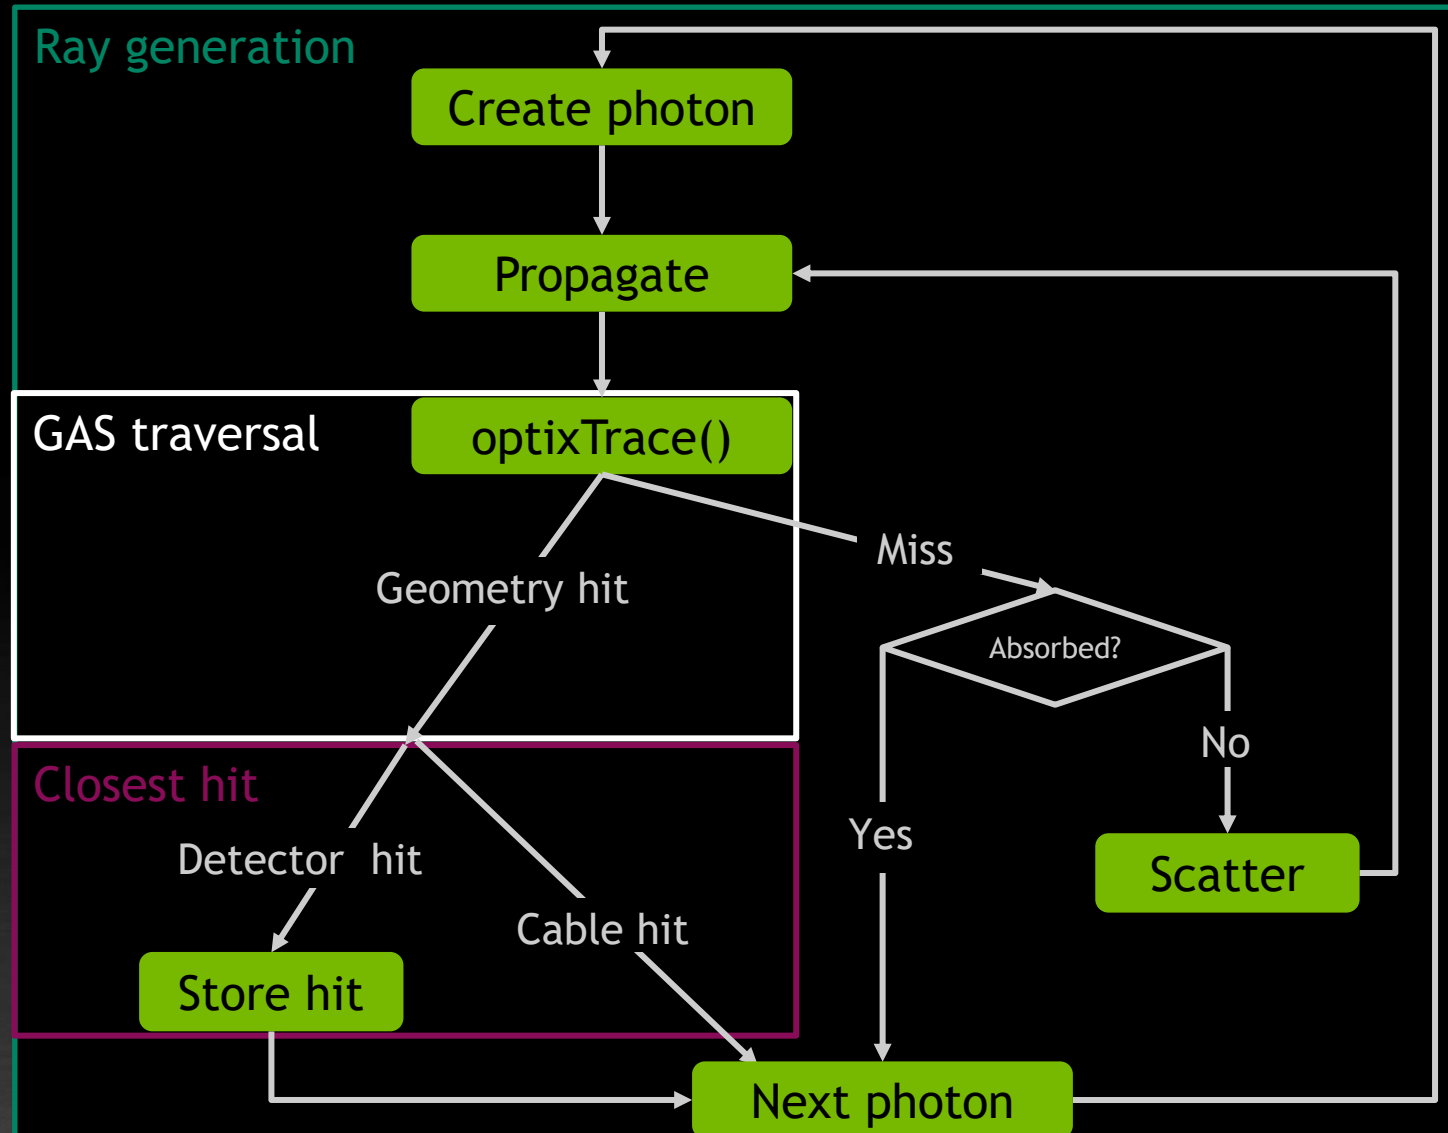 Ray generation
Create photon
Propagate
GAS traversal
optixTrace()
Miss
Geometry hit
Absorbed?
No
Closest hit
Yes
Detector hit
Scatter
Cable hit
Store hit
Next photon